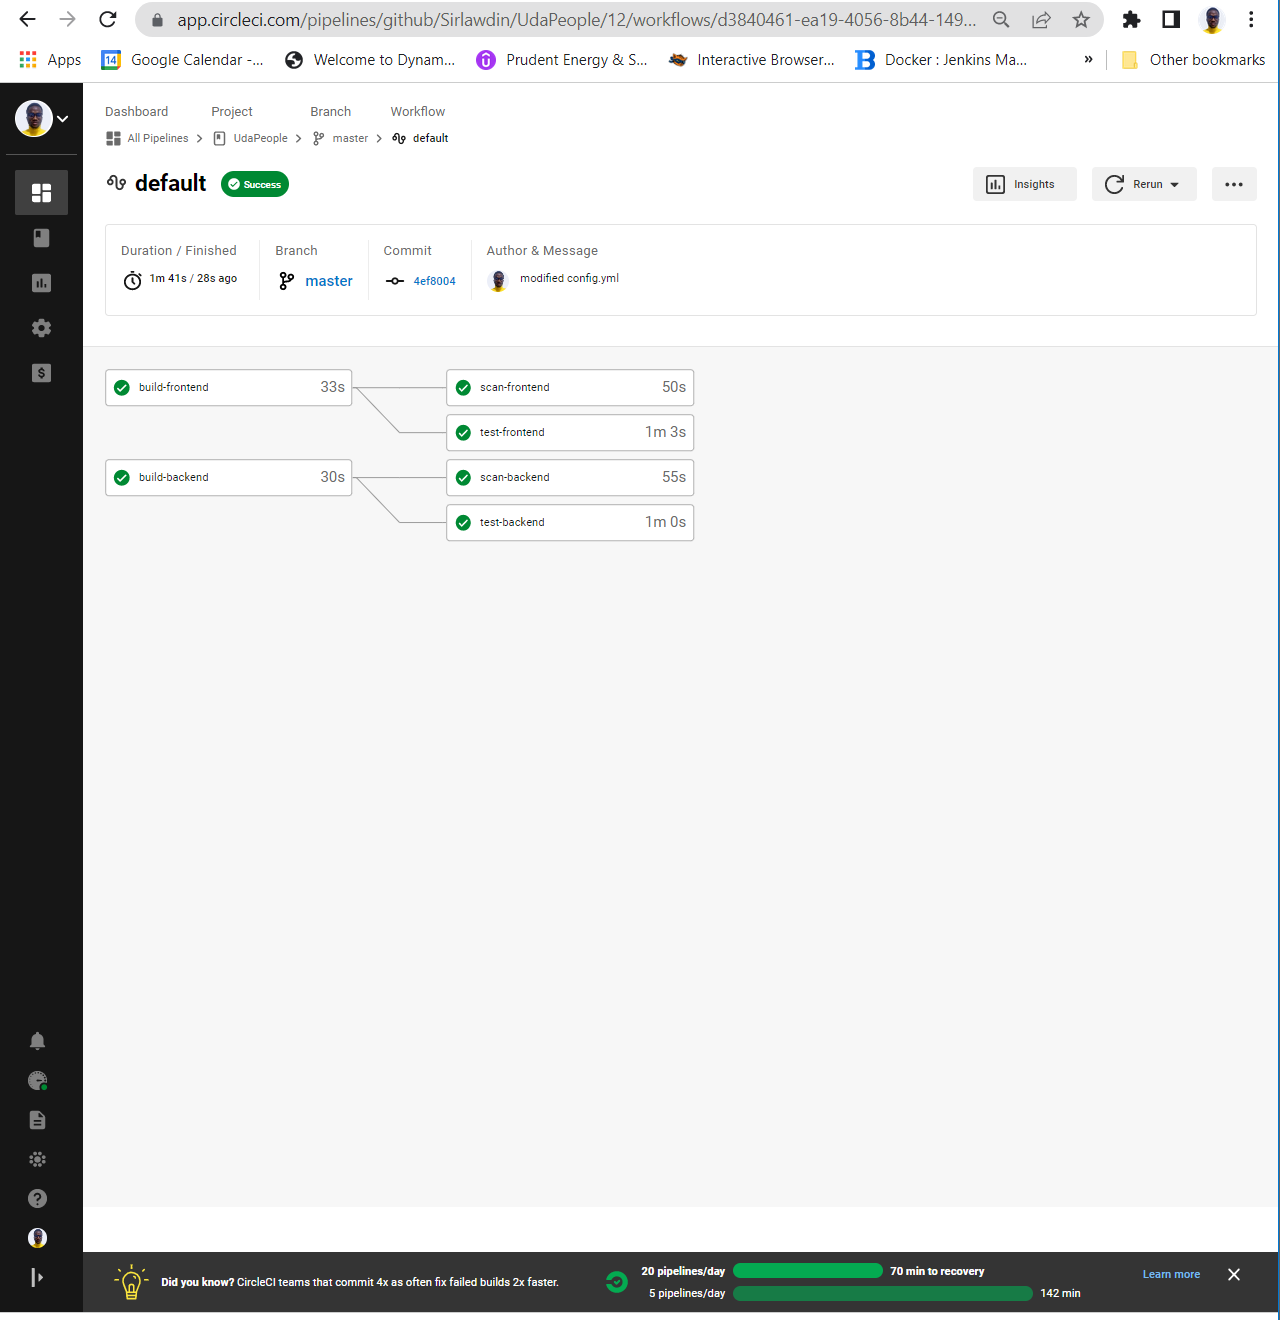 app.circleci.com/pipelines/github/Sirlawdin/UdaPeople/12/workflows/d3840461-ea19-4056-8b44-149...
Apps 14 Google Calendar -... Welcome to Dynam... Prudent Energy & S... Interactive Browser... Docker : Jenkins Ma... » Other bookmarks
Dashboard Project Branch Workflow
All Pipelines UdaPeople master default
default Success Insights Rerun
Duration / Finished Branch Commit Author & Message
1m 41s / 28s ago master 4ef8004 modified config.yml
build-frontend 33s scan-frontend 50s
test-frontend 1m 3s
build-backend 30s scan-backend 55s
test-backend 1m 0s
Did you know? CircleCI teams that commit 4x as often fix failed builds 2x faster.
20 pipelines/day 70 min to recovery
5 pipelines/day 142 min
Learn more